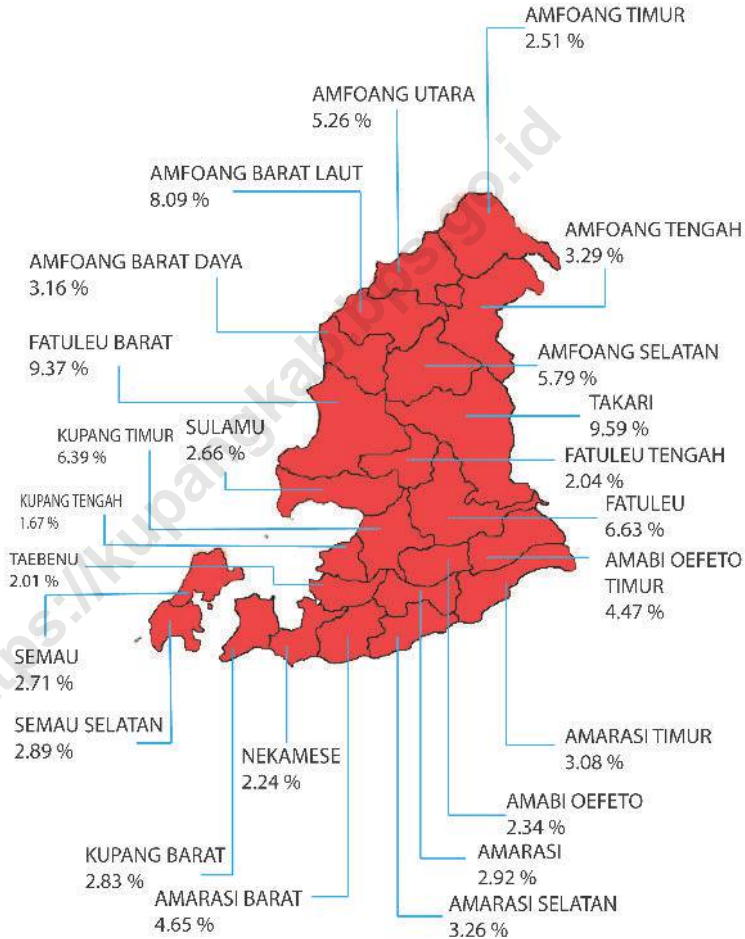 AMFOANG TIMUR
2.51 %
AMFOANG UTARA
5.26 %
AMFOANG BARAT LAUT
8.09 %
AMFOANG TENGAH
3.29 %
AMFOANG BARAT DAYA
3.16 %
FATULEU BARAT
9.37 %
AMFOANG SELATAN
5.79 %
TAKARI
9.59 %
KUPANG TIMUR
6.39 %
SULAMU
2.66 %
FATULEU TENGAH
2.04 %
FATULEU
6.63 %
KUPANG TENGAH
1.67 %
TAEBENU
2.01 %
AMABI OEFETO
TIMUR
4.47 %
SEMAU
2.71 %
SEMAU SELATAN
2.89 %
NEKAMESE
2.24 %
AMARASI TIMUR
3.08 %
AMABI OEFETO
2.34 %
KUPANG BARAT
2.83 %
AMARASI
2.92 %
AMARASI BARAT
4.65 %
AMARASI SELATAN
3.26 %
https://kupangkab.bps.go.id